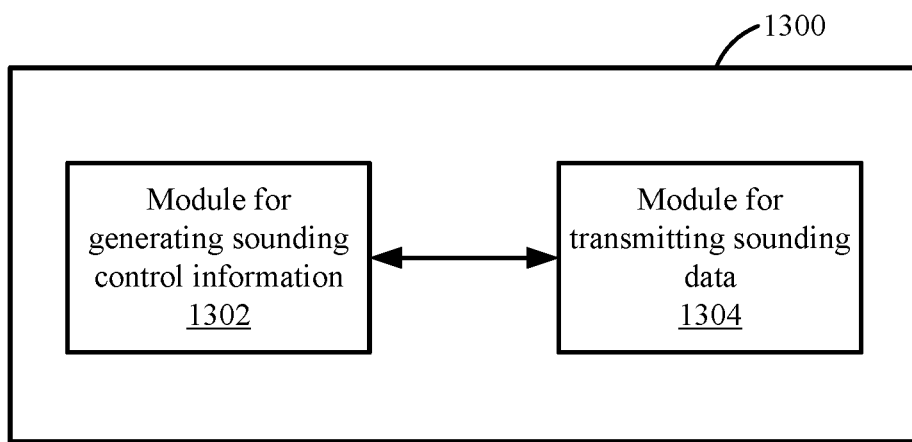 1300
Module for
generating sounding
control information
1302
Module for
transmitting sounding
data
1304